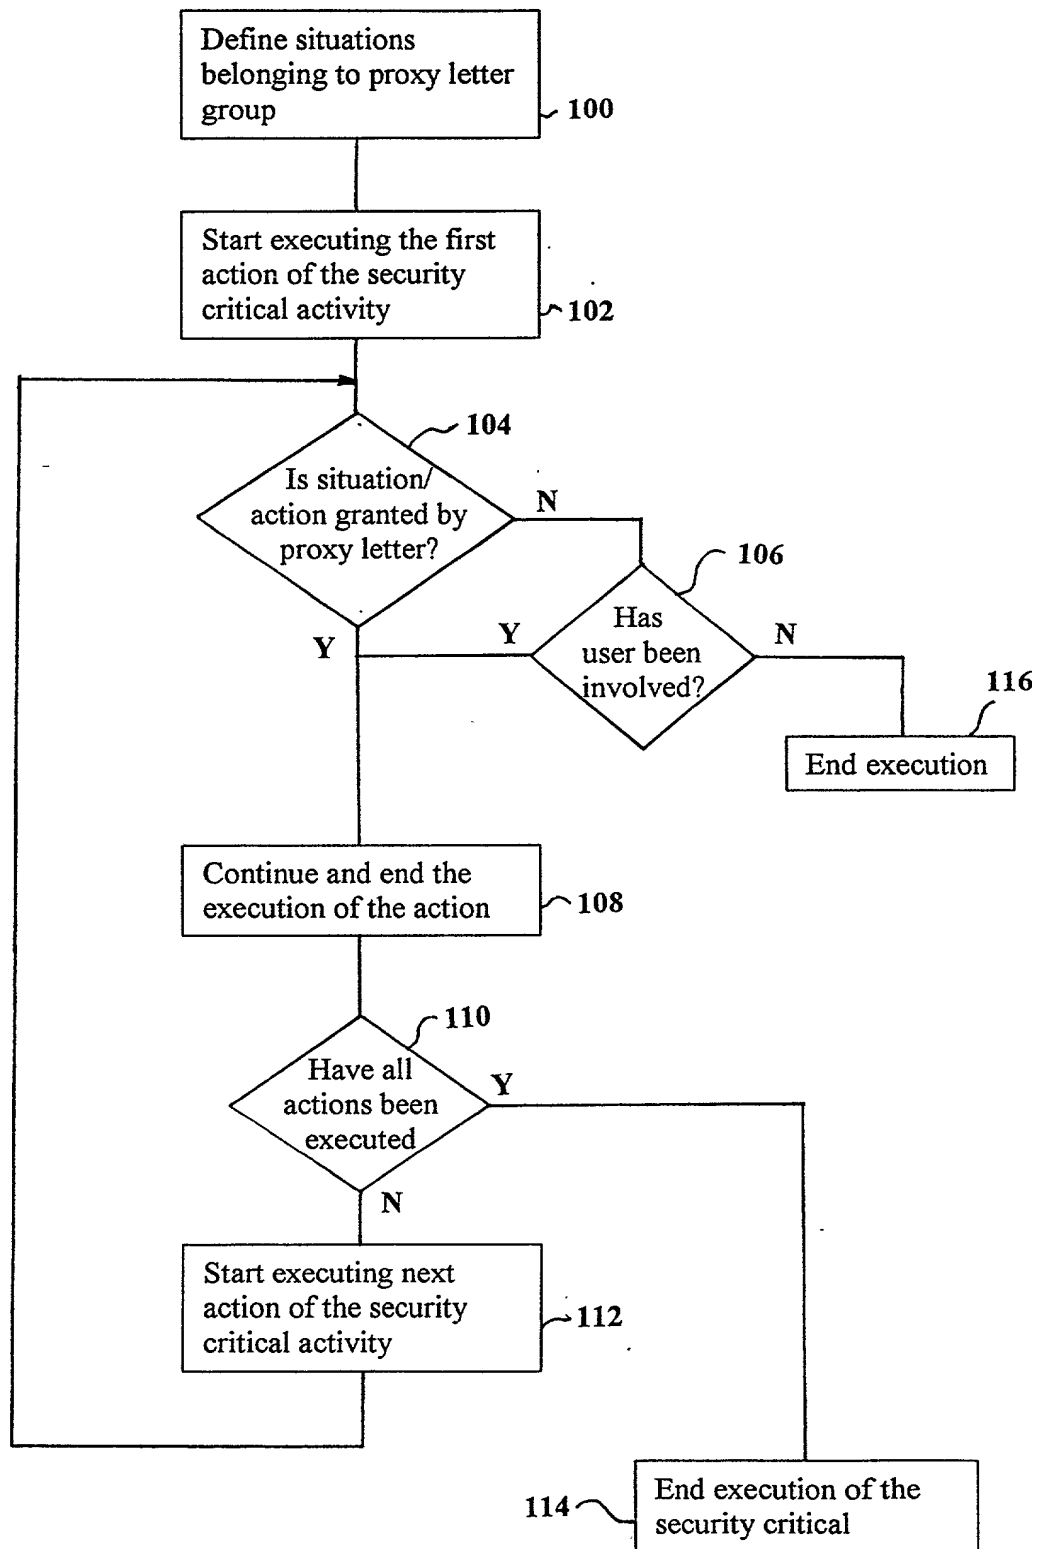 Define situations
belonging to proxy letter
group
100
Start executing the first
action of the security
critical activity
102
104
Is situation/
action granted by
proxy letter?
N
106
Has
user been
involved?
Y
Y
N
116
End execution
Continue and end the
execution of the action
108
110
Have all
actions been
executed
Y
N
Start executing next
action of the security
critical activity
112
114
End execution of the
security critical